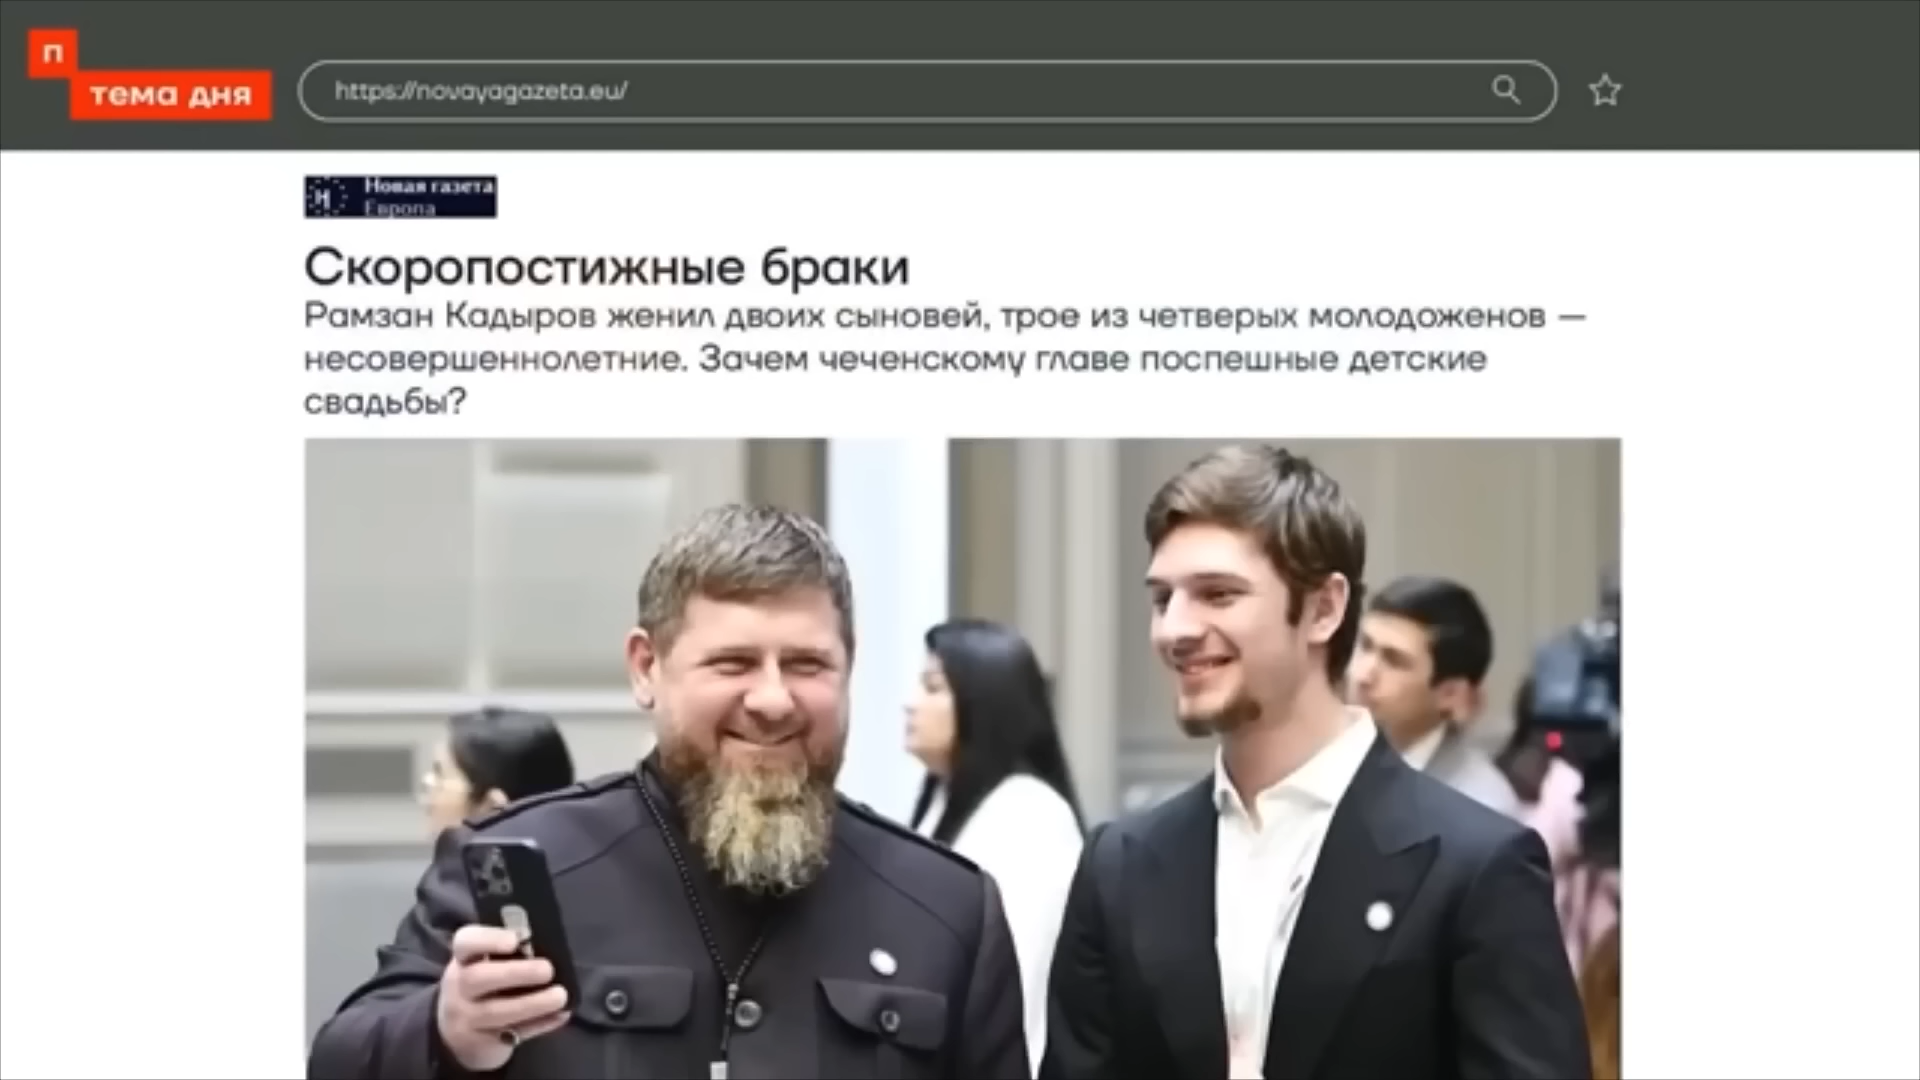 п
тема дня
https://novayagazeta.eu/
Новая газета
Европа
Скоропостижные браки
Рамзан Кадыров женил двоих сыновей, трое из четверых молодоженов —
несовершеннолетние. Зачем чеченскому главе поспешные детские
свадьбы?